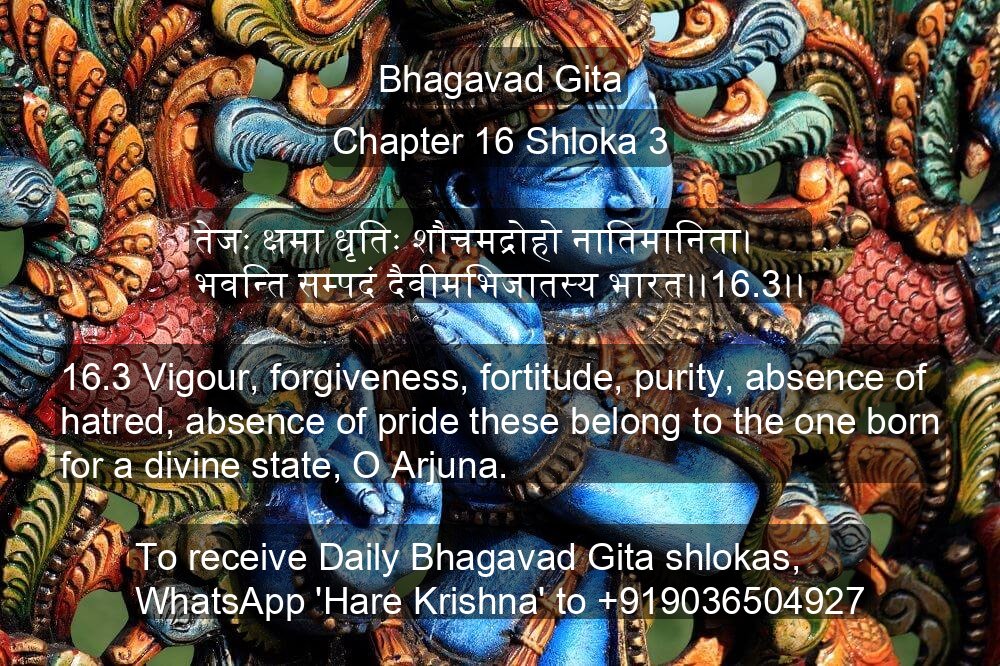 Bhagavad Gita
Chapter 16 Shloka 3
तेजः क्षमा धृतिः शौचमद्रोहो नातिमानिता।
भवन्ति सम्पदं दैवीमभिजातस्य भारत।।16.3।।
16.3 Vigour, forgiveness, fortitude, purity, absence of
hatred, absence of pride these belong to the one born
for a divine state, O Arjuna.
To receive Daily Bhagavad Gita shlokas,
WhatsApp 'Hare Krishna' to +919036504927